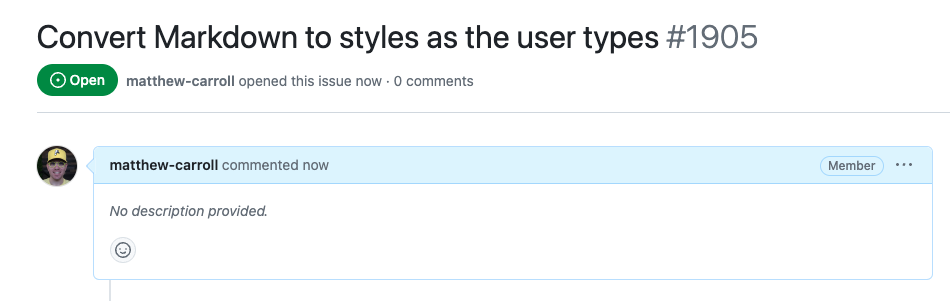 Convert Markdown to styles as the user types #1905
Open matthew-carroll opened this issue now · 0 comments
matthew-carroll commented now Member ···
No description provided.